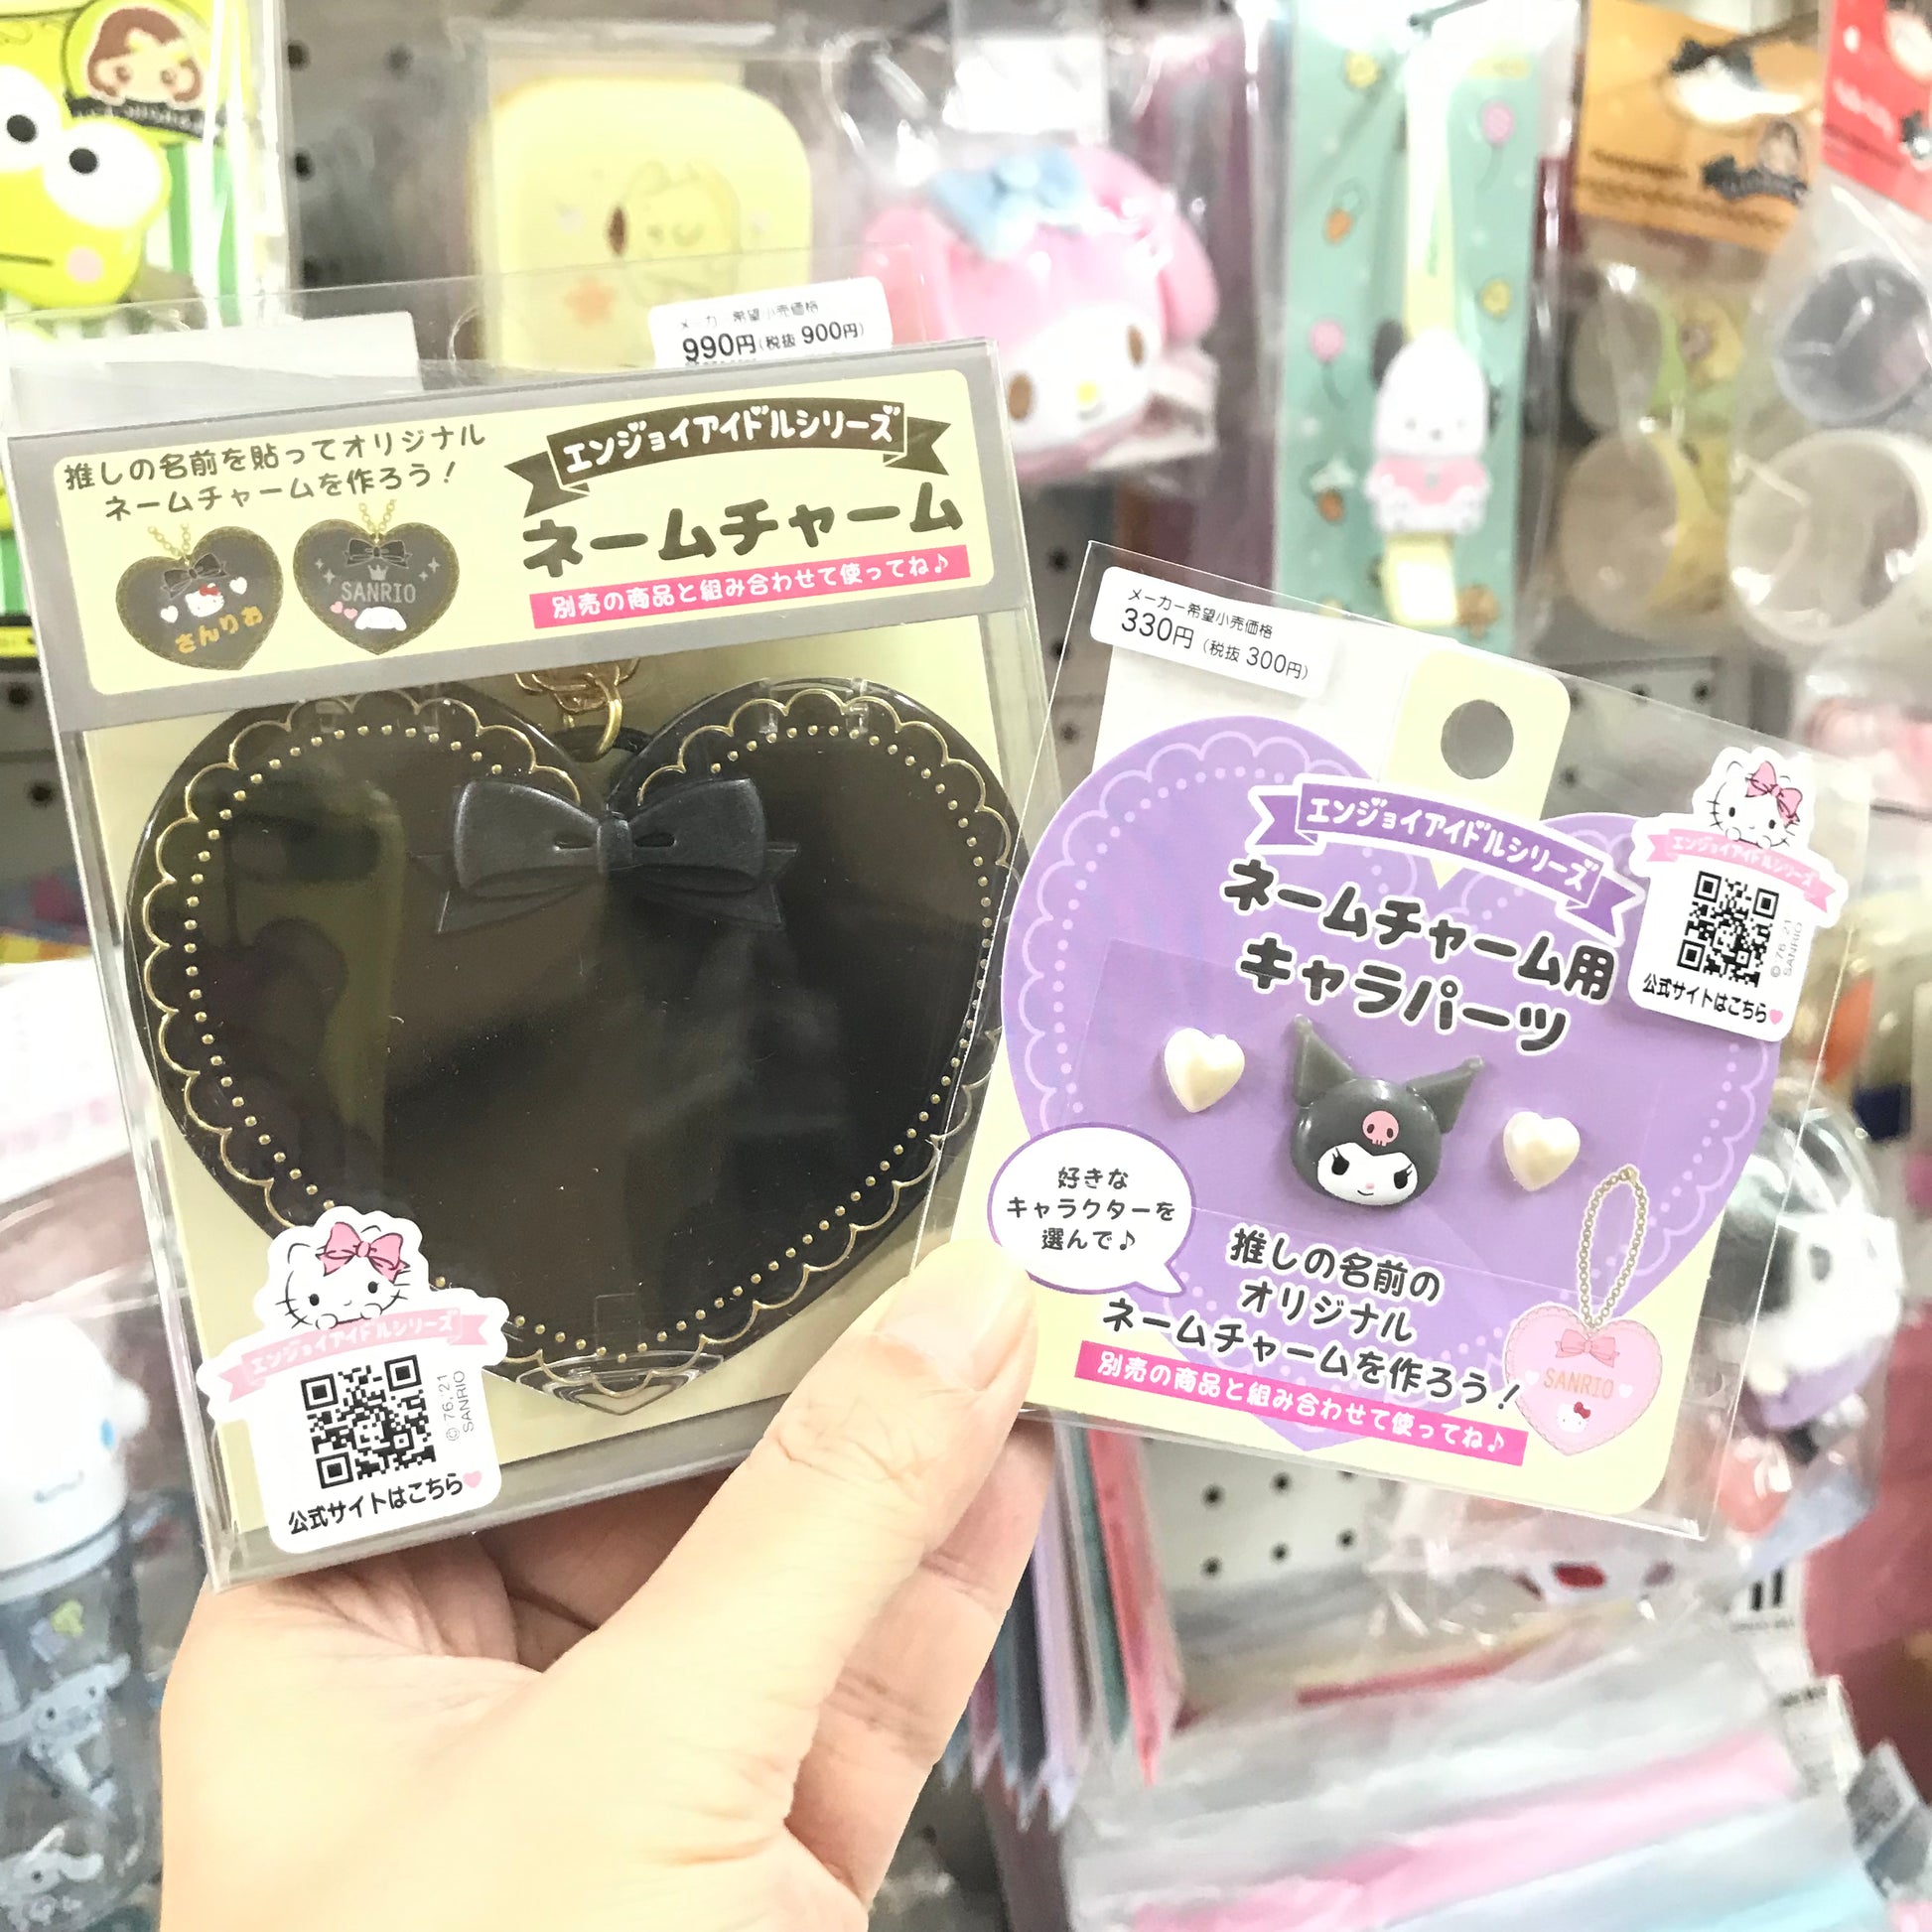 メーカー希望小売価格
990円(税抜 900円)
推しの名前を貼ってオリジナル
ネームチャームを作ろう!
さんりお
SANRIO
エンジョイアイドルシリーズ
ネームチャーム
別売の商品と組み合わせて使ってね♪
エンジョイアイドルシリーズ
© '76, '21
SANRIO
公式サイトはこちら♥
メーカー希望小売価格
330円(税抜 300円)
エンジョイアイドルシリーズ
ネームチャーム用
キャラパーツ
エンジョイアイドルシリーズ
© '76, '21
SANRIO
公式サイトはこちら♥
好きな
キャラクターを
選んで♪
推しの名前の
オリジナル
ネームチャームを作ろう!
別売の商品と組み合わせて使ってね♪
SANRIO